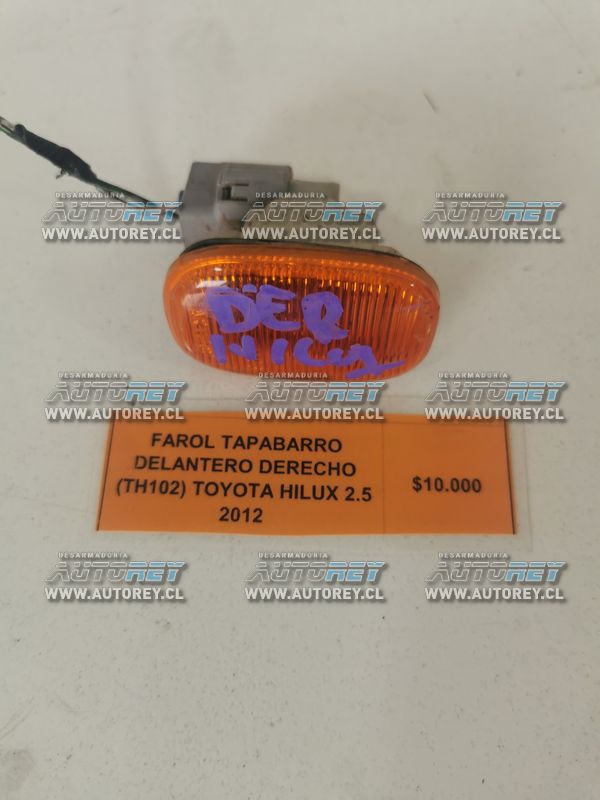 DESARMADURIA DESARMADURIA DESARMADURIA
AUTOREY AUTOREY AUTOREY
WWW.AUTOREY.CL WWW.AUTOREY.CL WWW.AUTOREY.CL
DER
HILUX
DESARMADURIA DESARMADURIA DESARMADURIA
AUTOREY AUTOREY AUTOREY
WWW.AUTOREY.CL WWW.AUTOREY.CL WWW.AUTOREY.CL
FAROL TAPABARRO
DELANTERO DERECHO
(TH102) TOYOTA HILUX 2.5
2012
$10.000
DESARMADURIA DESARMADURIA DESARMADURIA
AUTOREY AUTOREY AUTOREY
WWW.AUTOREY.CL WWW.AUTOREY.CL WWW.AUTOREY.CL